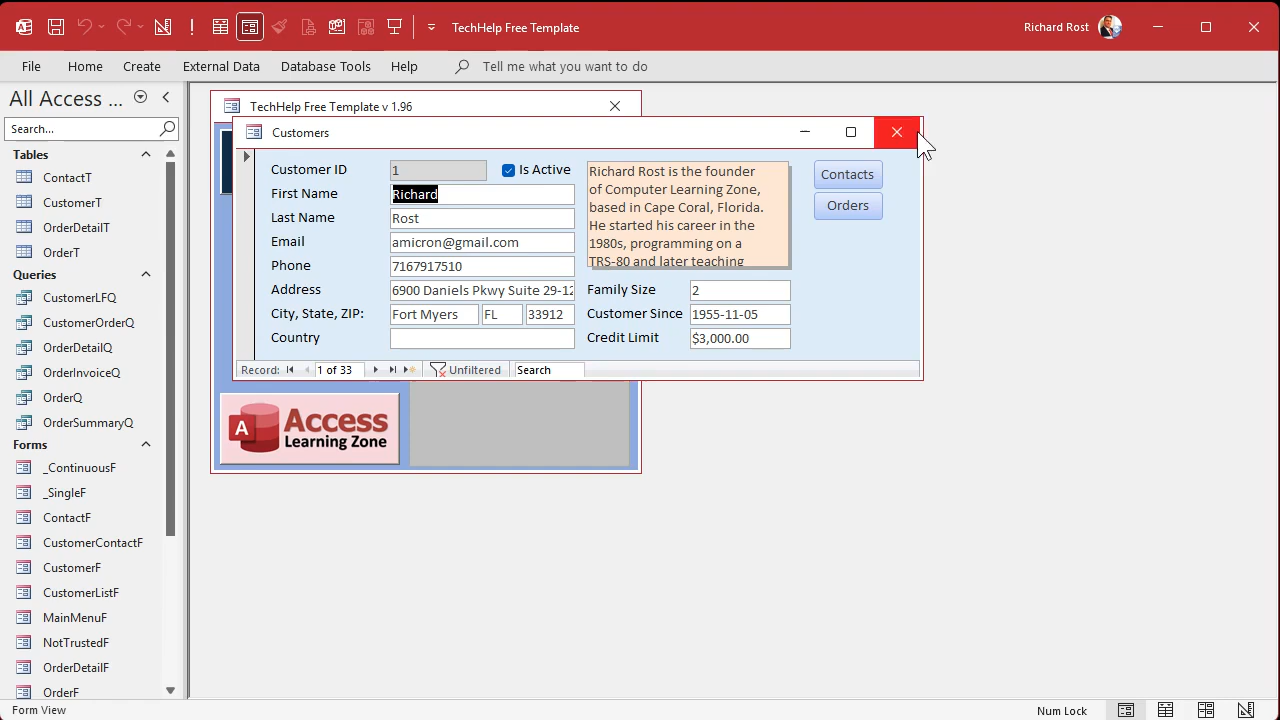 TechHelp Free Template
Richard Rost
File Home Create External Data Database Tools Help Tell me what you want to do
All Access ...
Search...
Tables
ContactT
CustomerT
OrderDetailT
OrderT
Queries
CustomerLFQ
CustomerOrderQ
OrderDetailQ
OrderInvoiceQ
OrderQ
OrderSummaryQ
Forms
_ContinuousF
_SingleF
ContactF
CustomerContactF
CustomerF
CustomerListF
MainMenuF
NotTrustedF
OrderDetailF
OrderF
TechHelp Free Template v 1.96
Customers
Customer ID 1 Is Active
First Name Richard
Last Name Rost
Email amicron@gmail.com
Phone 7167917510
Address 6900 Daniels Pkwy Suite 29-12
City, State, ZIP: Fort Myers FL 33912
Country
Richard Rost is the founder
of Computer Learning Zone,
based in Cape Coral, Florida.
He started his career in the
1980s, programming on a
TRS-80 and later teaching
Family Size 2
Customer Since 1955-11-05
Credit Limit $3,000.00
Contacts
Orders
Record: 1 of 33 Unfiltered Search
A Access
Learning Zone
Form View
Num Lock